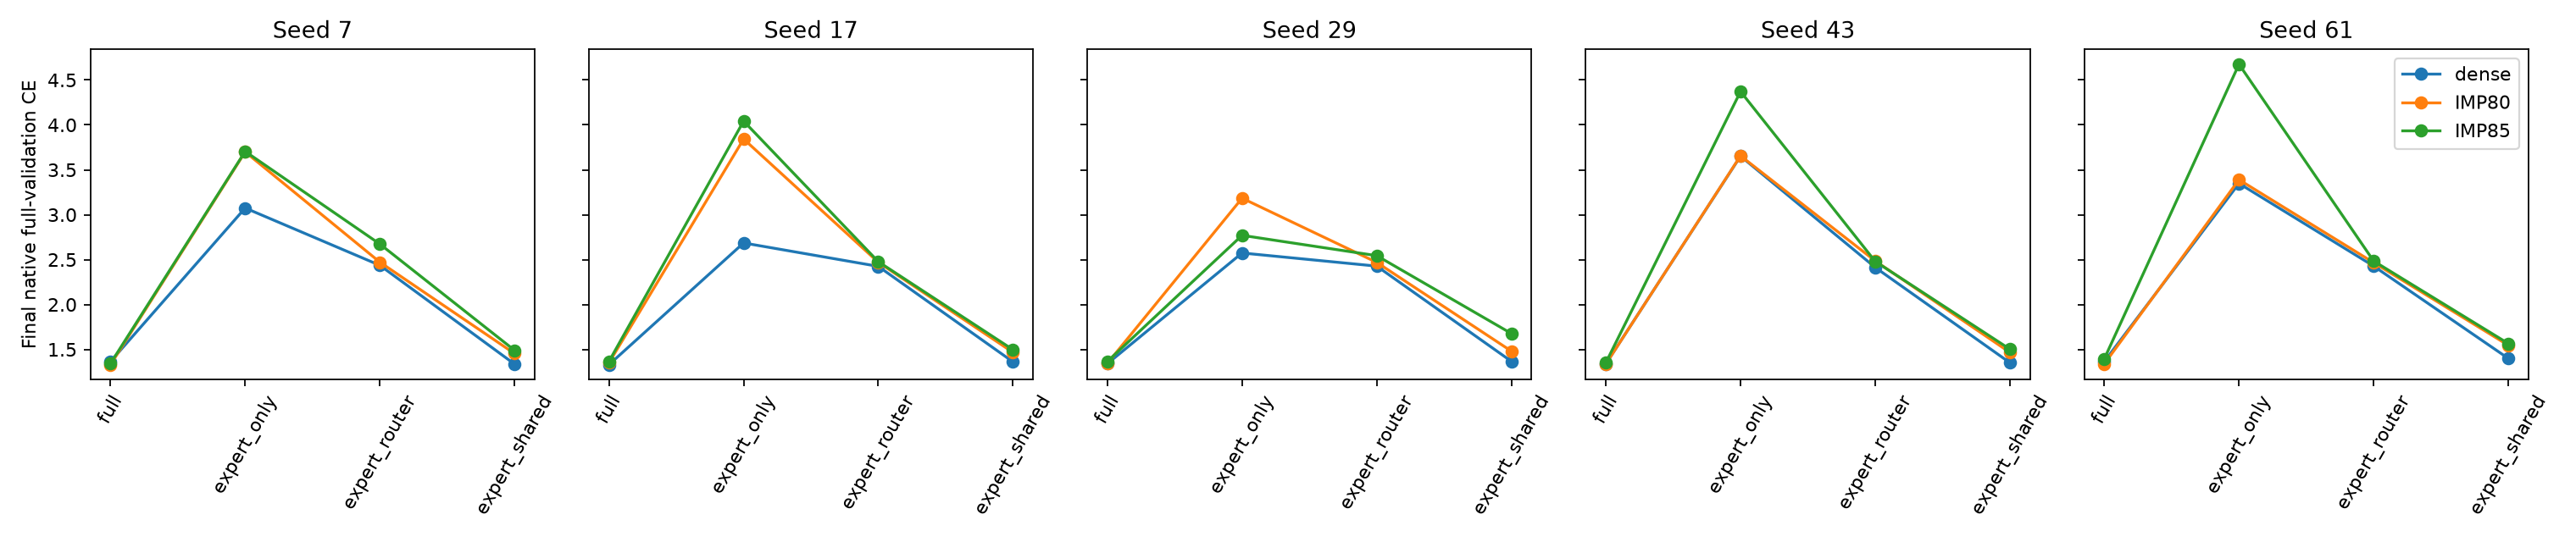 Seed 7
Seed 17
Seed 29
Seed 43
Seed 61
Final native full-validation CE
4.5
4.0
3.5
3.0
2.5
2.0
1.5
dense
IMP80
IMP85
full
expert_only
expert_router
expert_shared
full
expert_only
expert_router
expert_shared
full
expert_only
expert_router
expert_shared
full
expert_only
expert_router
expert_shared
full
expert_only
expert_router
expert_shared